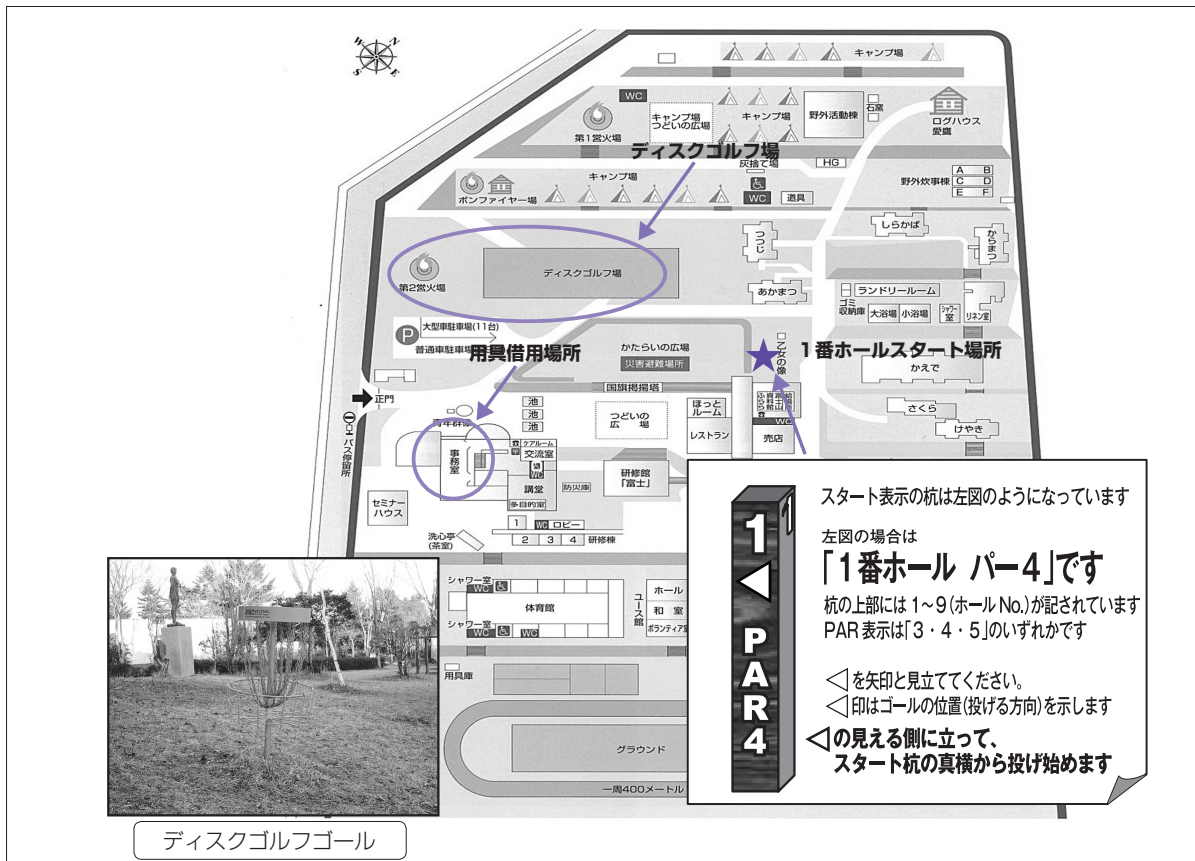 N
W
E
S
キャンプ場
WC
キャンプ場
つどいの広場
キャンプ場
野外活動棟
石窯
ログハウス
愛鷹
第1営火場
ディスクゴルフ場
灰捨て場
HG
キャンプ場
ボンファイヤー場
WC
道具
野外炊事棟
A B
C D
E F
つつじ
しらかば
からまつ
第2営火場
ディスクゴルフ場
あかまつ
ランドリールーム
ゴミ
収納庫
大浴場
小浴場
シャワー
室
リネン室
P
大型車駐車場(11台)
普通車駐車場
用具借用場所
かたらいの広場
災害避難場所
乙女の像
1番ホールスタート場所
かえで
国旗掲揚塔
正門
バス停留所
青年群像
池
池
池
つどいの
広 場
ほっと
ルーム
レストラン
WC
売店
さくら
けやき
事務室
ケアルーム
交流室
WC
講堂
多目的室
防災庫
研修館
「富士」
セミナー
ハウス
洗心亭
(茶室)
1
WC
ロビー
2
3
4
研修棟
シャワー室
WC
体育館
シャワー室
WC
WC
ユース館
ホール
和 室
ボランティア室
用具庫
グラウンド
一周400メートル
1
1
PAR4
スタート表示の杭は左図のようになっています
左図の場合は
「1番ホール パー4」です
杭の上部には1～9(ホールNo.)が記されています
PAR表示は「3・4・5」のいずれかです
◁を矢印と見立ててください。
◁印はゴールの位置(投げる方向)を示します
◁の見える側に立って、
スタート杭の真横から投げ始めます
ディスクゴルフゴール